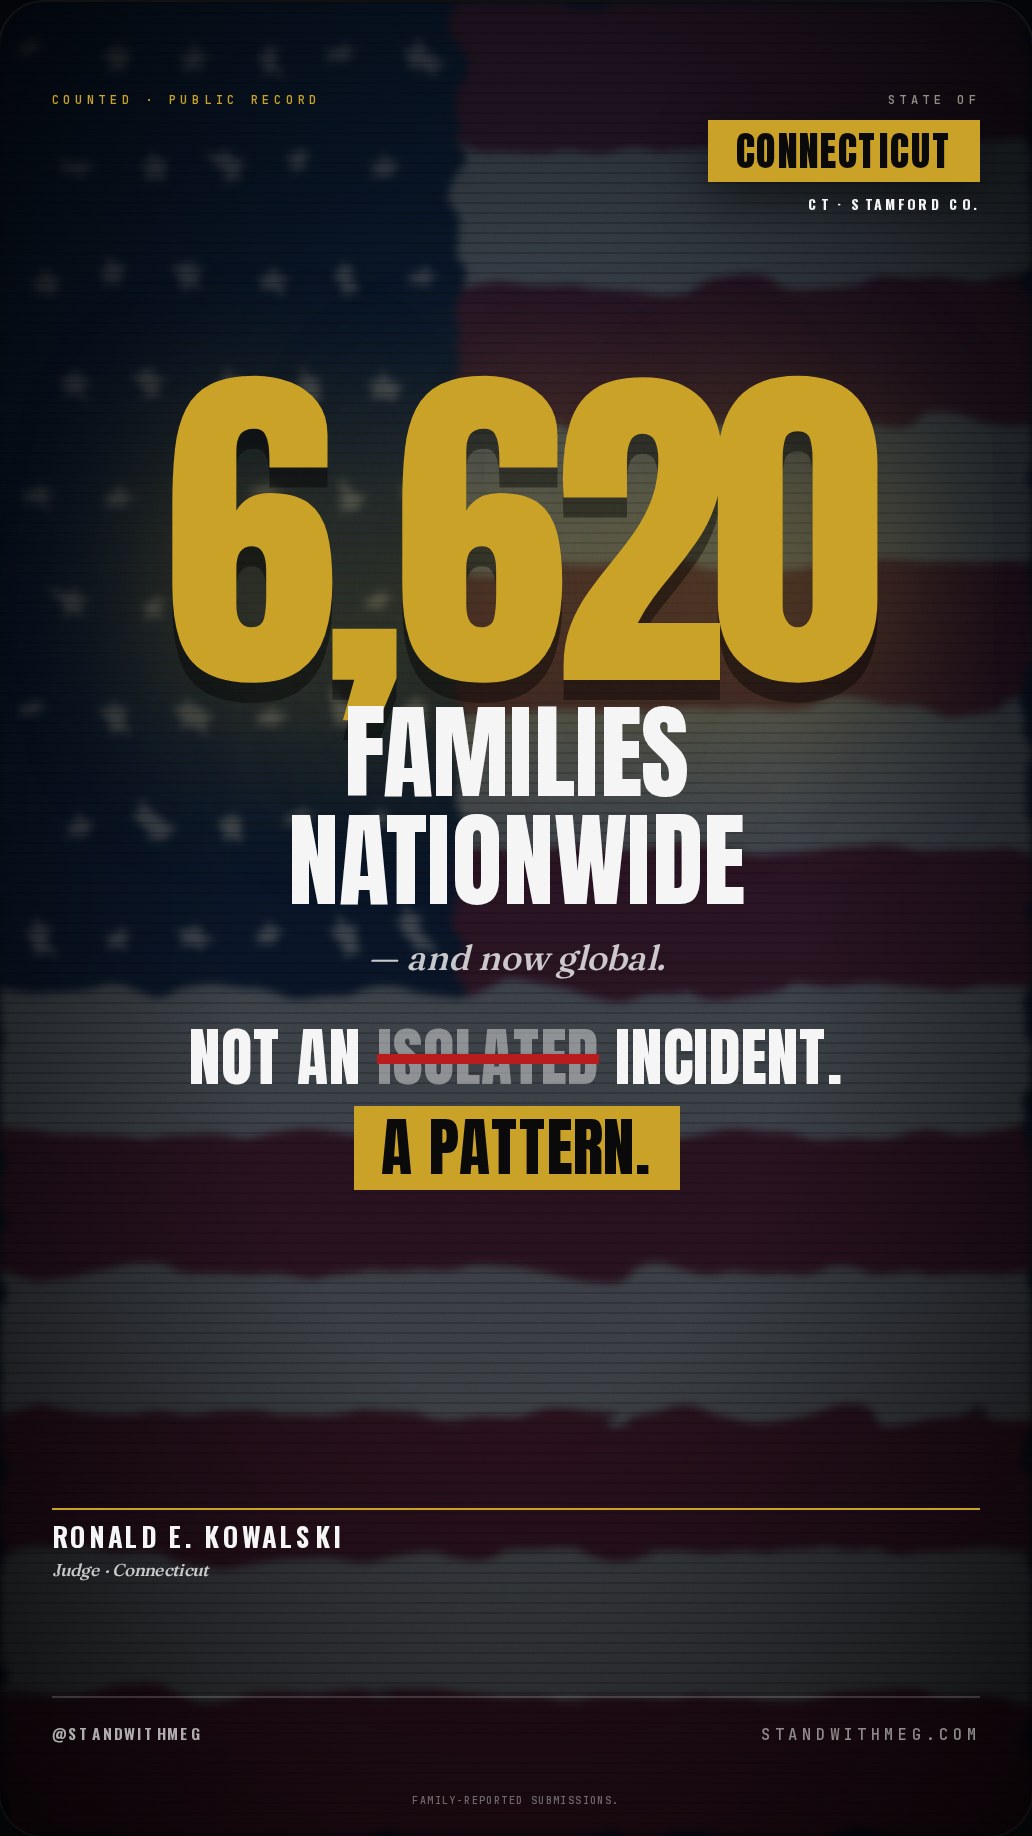 COUNTED · PUBLIC RECORD
STATE OF
CONNECTICUT
CT · STAMFORD CO.
6,620
FAMILIES
NATIONWIDE
— and now global.
NOT AN ISOLATED INCIDENT.
A PATTERN.
RONALD E. KOWALSKI
Judge · Connecticut
@STANDWITHMEG
STANDWITHMEG.COM
FAMILY-REPORTED SUBMISSIONS.